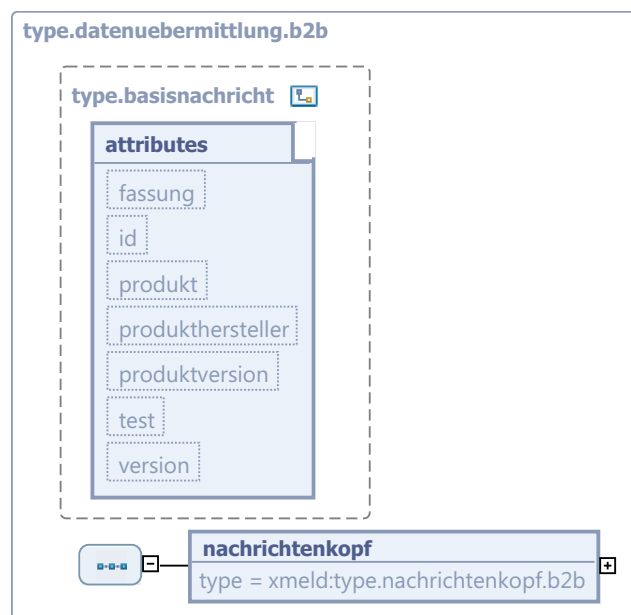 type.datenuebermittlung.b2b
type.basisnachricht
attributes
fassung
id
produkt
produkthersteller
produktversion
test
version
nachrichtenkopf
type = xmeld:type.nachrichtenkopf.b2b